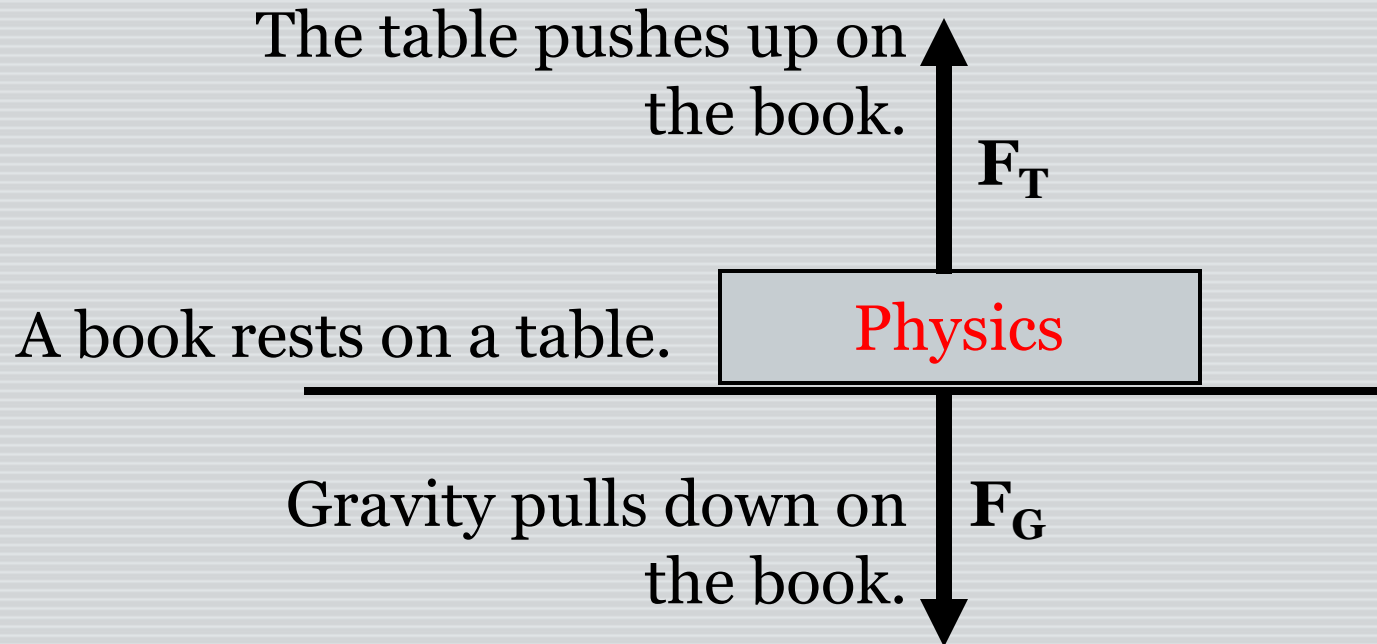 The table pushes up on
the book.
F_T
A book rests on a table.
Physics
Gravity pulls down on
the book.
F_G